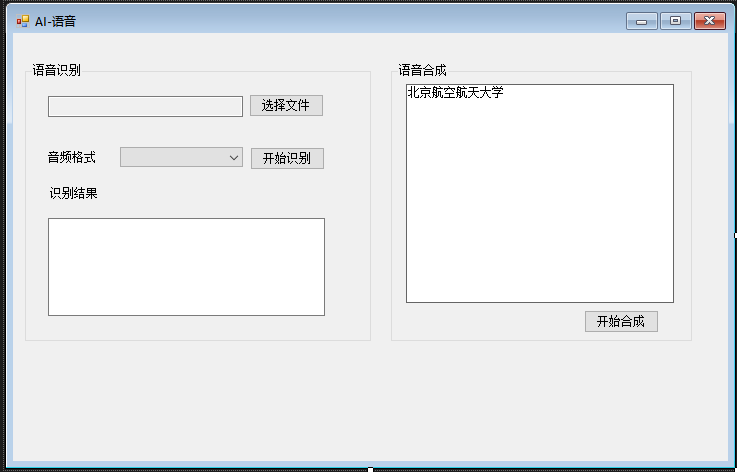 AI-语音
语音识别
选择文件
音频格式
开始识别
识别结果
语音合成
北京航空航天大学
开始合成